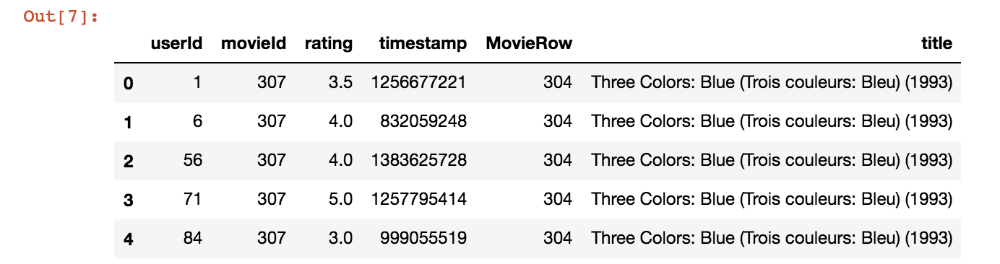 Out[7]:
userId movieId rating timestamp MovieRow title
0 1 307 3.5 1256677221 304 Three Colors: Blue (Trois couleurs: Bleu) (1993)
1 6 307 4.0 832059248 304 Three Colors: Blue (Trois couleurs: Bleu) (1993)
2 56 307 4.0 1383625728 304 Three Colors: Blue (Trois couleurs: Bleu) (1993)
3 71 307 5.0 1257795414 304 Three Colors: Blue (Trois couleurs: Bleu) (1993)
4 84 307 3.0 999055519 304 Three Colors: Blue (Trois couleurs: Bleu) (1993)